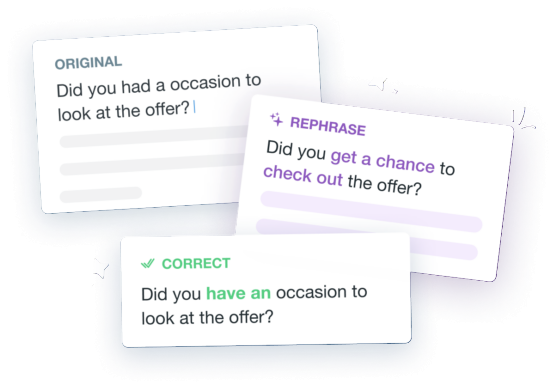 ORIGINAL
Did you had a occasion to
look at the offer?
REPHRASE
Did you get a chance to
check out the offer?
CORRECT
Did you have an occasion to
look at the offer?